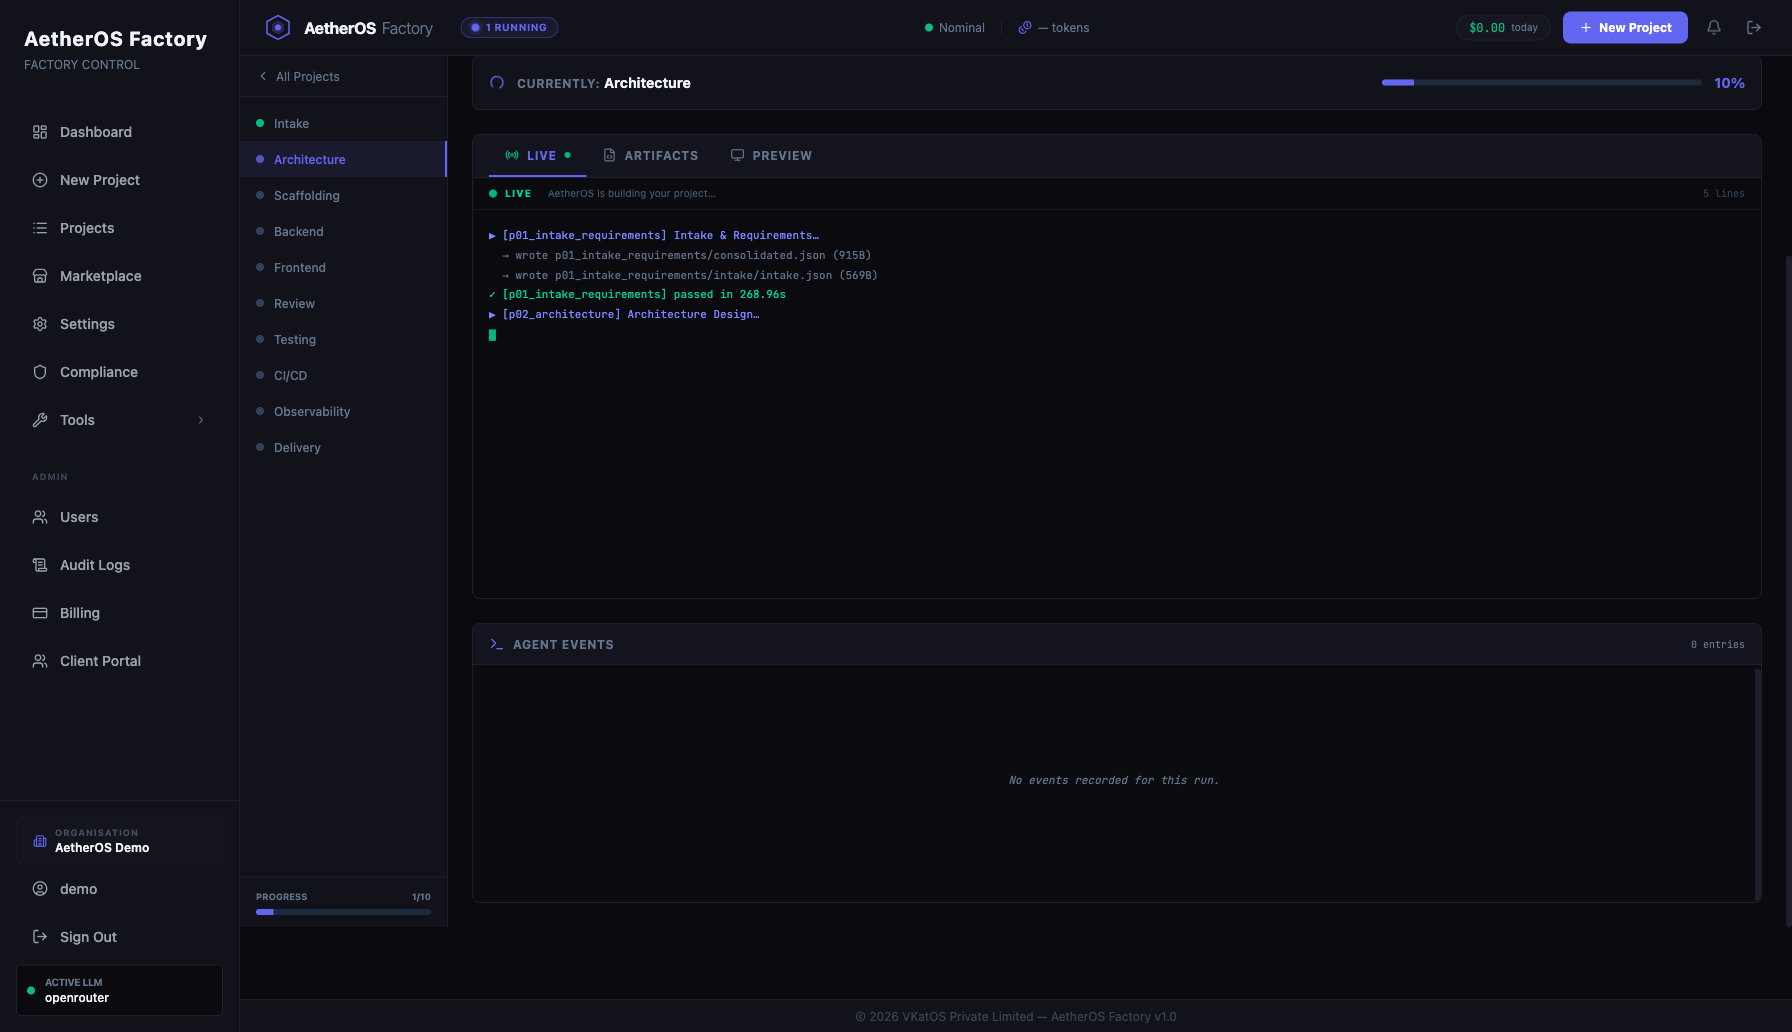 AetherOS Factory
FACTORY CONTROL
Dashboard
New Project
Projects
Marketplace
Settings
Compliance
Tools
ADMIN
Users
Audit Logs
Billing
Client Portal
ORGANISATION
AetherOS Demo
demo
Sign Out
ACTIVE LLM
openrouter
AetherOS Factory
1 RUNNING
Nominal
— tokens
$0.00 today
+ New Project
All Projects
Intake
Architecture
Scaffolding
Backend
Frontend
Review
Testing
CI/CD
Observability
Delivery
PROGRESS 1/10
CURRENTLY: Architecture
10%
LIVE
ARTIFACTS
PREVIEW
LIVE AetherOS is building your project... 5 lines
▶ [p01_intake_requirements] Intake & Requirements…
→ wrote p01_intake_requirements/consolidated.json (915B)
→ wrote p01_intake_requirements/intake/intake.json (569B)
✓ [p01_intake_requirements] passed in 268.96s
▶ [p02_architecture] Architecture Design…
AGENT EVENTS
0 entries
No events recorded for this run.
© 2026 VKatOS Private Limited — AetherOS Factory v1.0